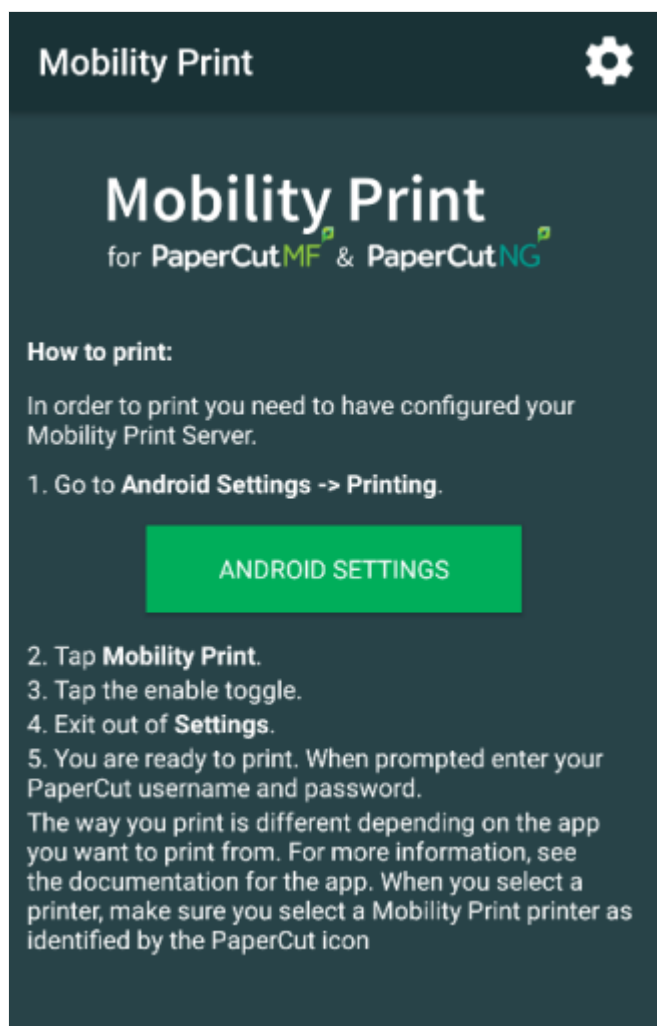 Mobility Print
Mobility Print
for PaperCutMF & PaperCutNG
How to print:
In order to print you need to have configured your
Mobility Print Server.
1. Go to Android Settings -> Printing.
ANDROID SETTINGS
2. Tap Mobility Print.
3. Tap the enable toggle.
4. Exit out of Settings.
5. You are ready to print. When prompted enter your
PaperCut username and password.
The way you print is different depending on the app
you want to print from. For more information, see
the documentation for the app. When you select a
printer, make sure you select a Mobility Print printer as
identified by the PaperCut icon